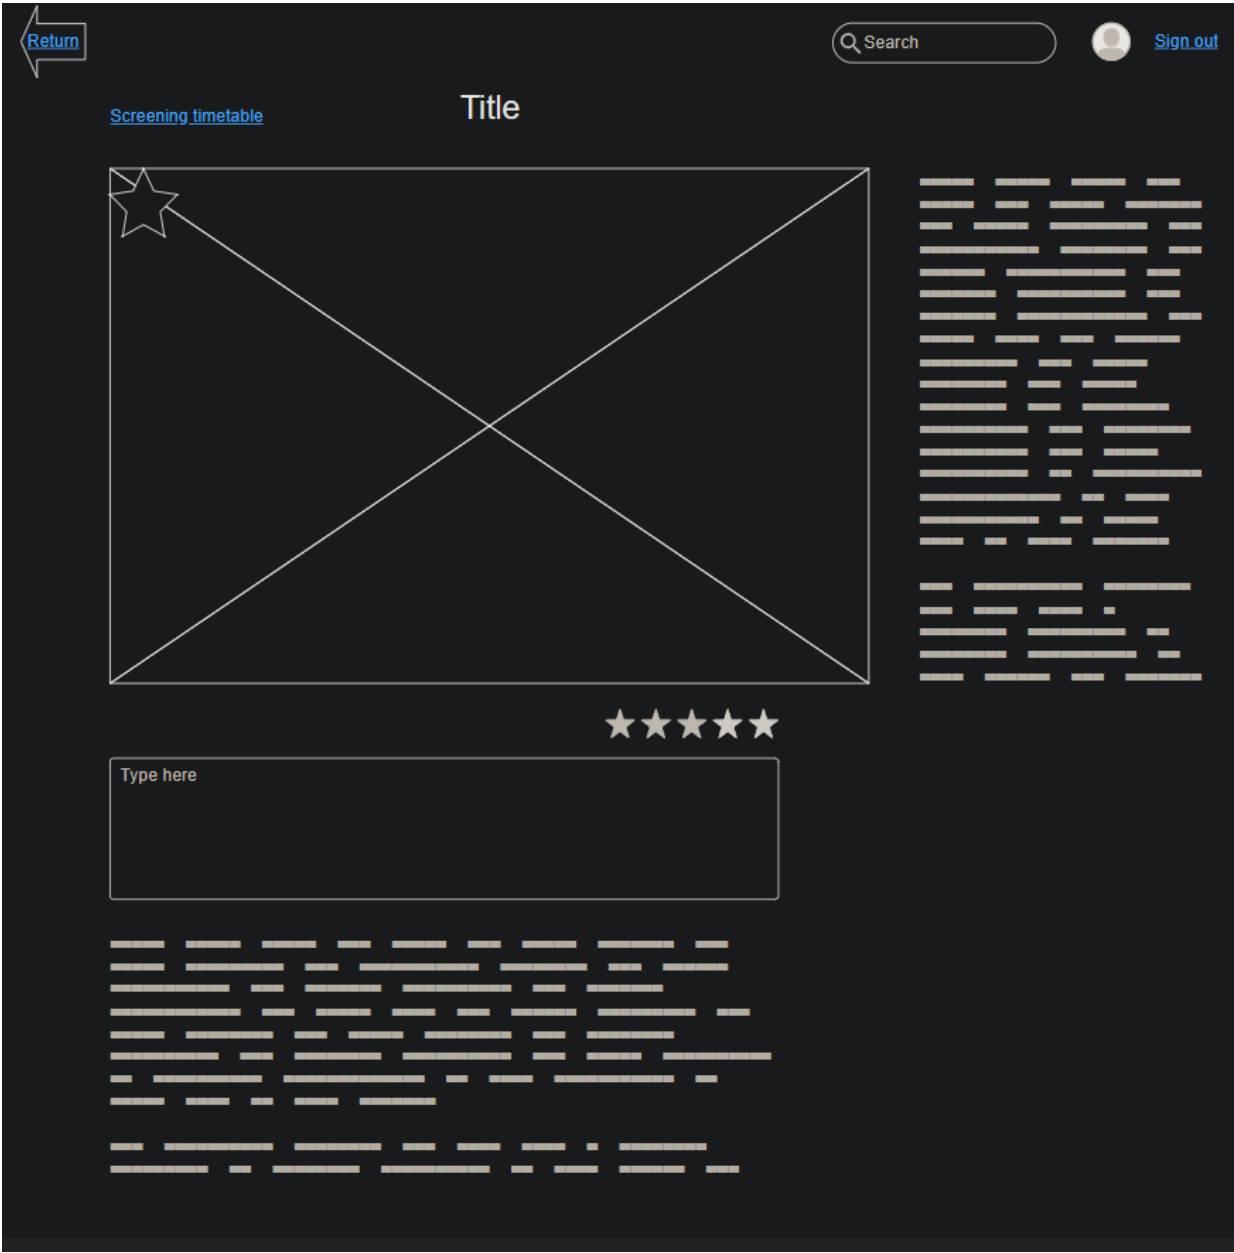 Return
Search
Sign out
Screening timetable
Title
Type here